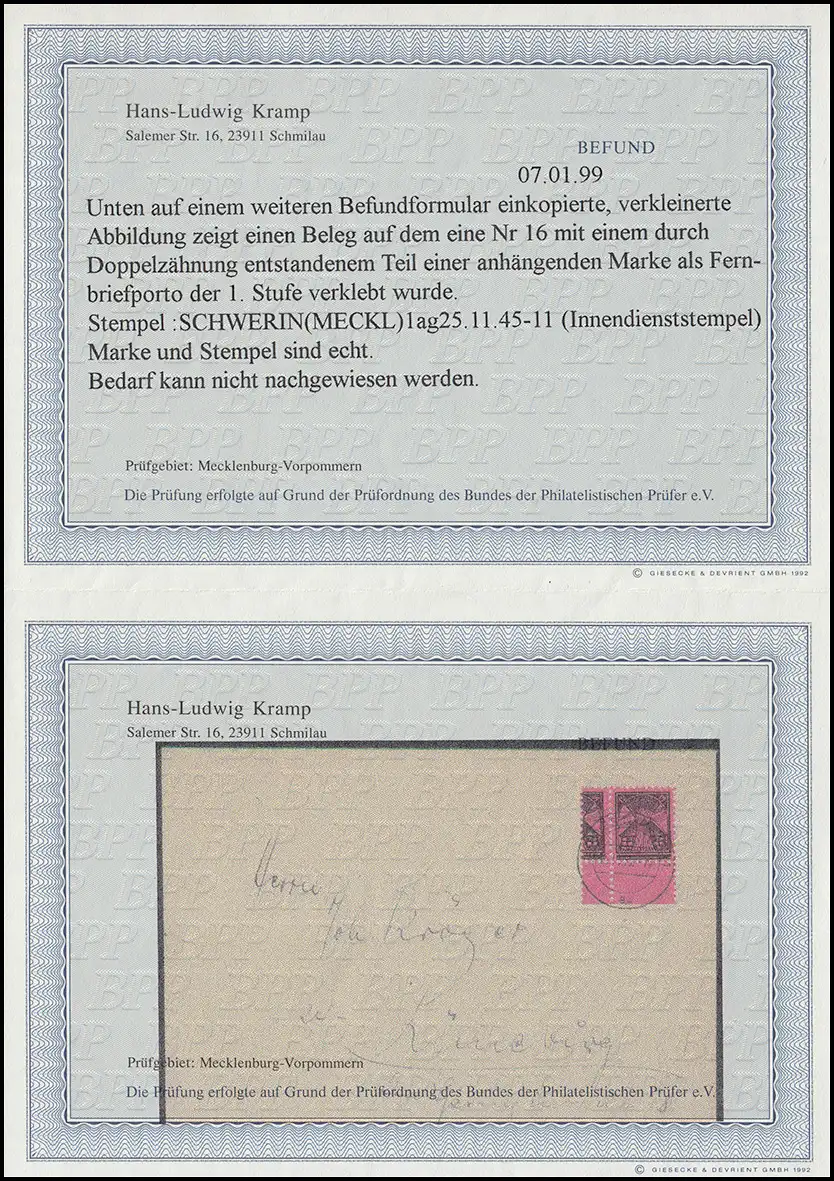 Hans-Ludwig Kramp
Salemer Str. 16, 23911 Schmilau
BEFUND
07.01.99
Unten auf einem weiteren Befundformular einkopierte, verkleinerte
Abbildung zeigt einen Beleg auf dem eine Nr 16 mit einem durch
Doppelzähnung entstandenem Teil einer anhängenden Marke als Fern-
briefporto der 1. Stufe verklebt wurde.
Stempel :SCHWERIN(MECKL)1ag25.11.45-11 (Innendienststempel)
Marke und Stempel sind echt.
Bedarf kann nicht nachgewiesen werden.
Prüfgebiet: Mecklenburg-Vorpommern
Die Prüfung erfolgte auf Grund der Prüfordnung des Bundes der Philatelistischen Prüfer e.V.
© GIESECKE & DEVRIENT GMBH 1992
Hans-Ludwig Kramp
Salemer Str. 16, 23911 Schmilau
BEFUND
Herrn
Joh Kröger
Prüfgebiet: Mecklenburg-Vorpommern
Die Prüfung erfolgte auf Grund der Prüfordnung des Bundes der Philatelistischen Prüfer e.V.
© GIESECKE & DEVRIENT GMBH 1992